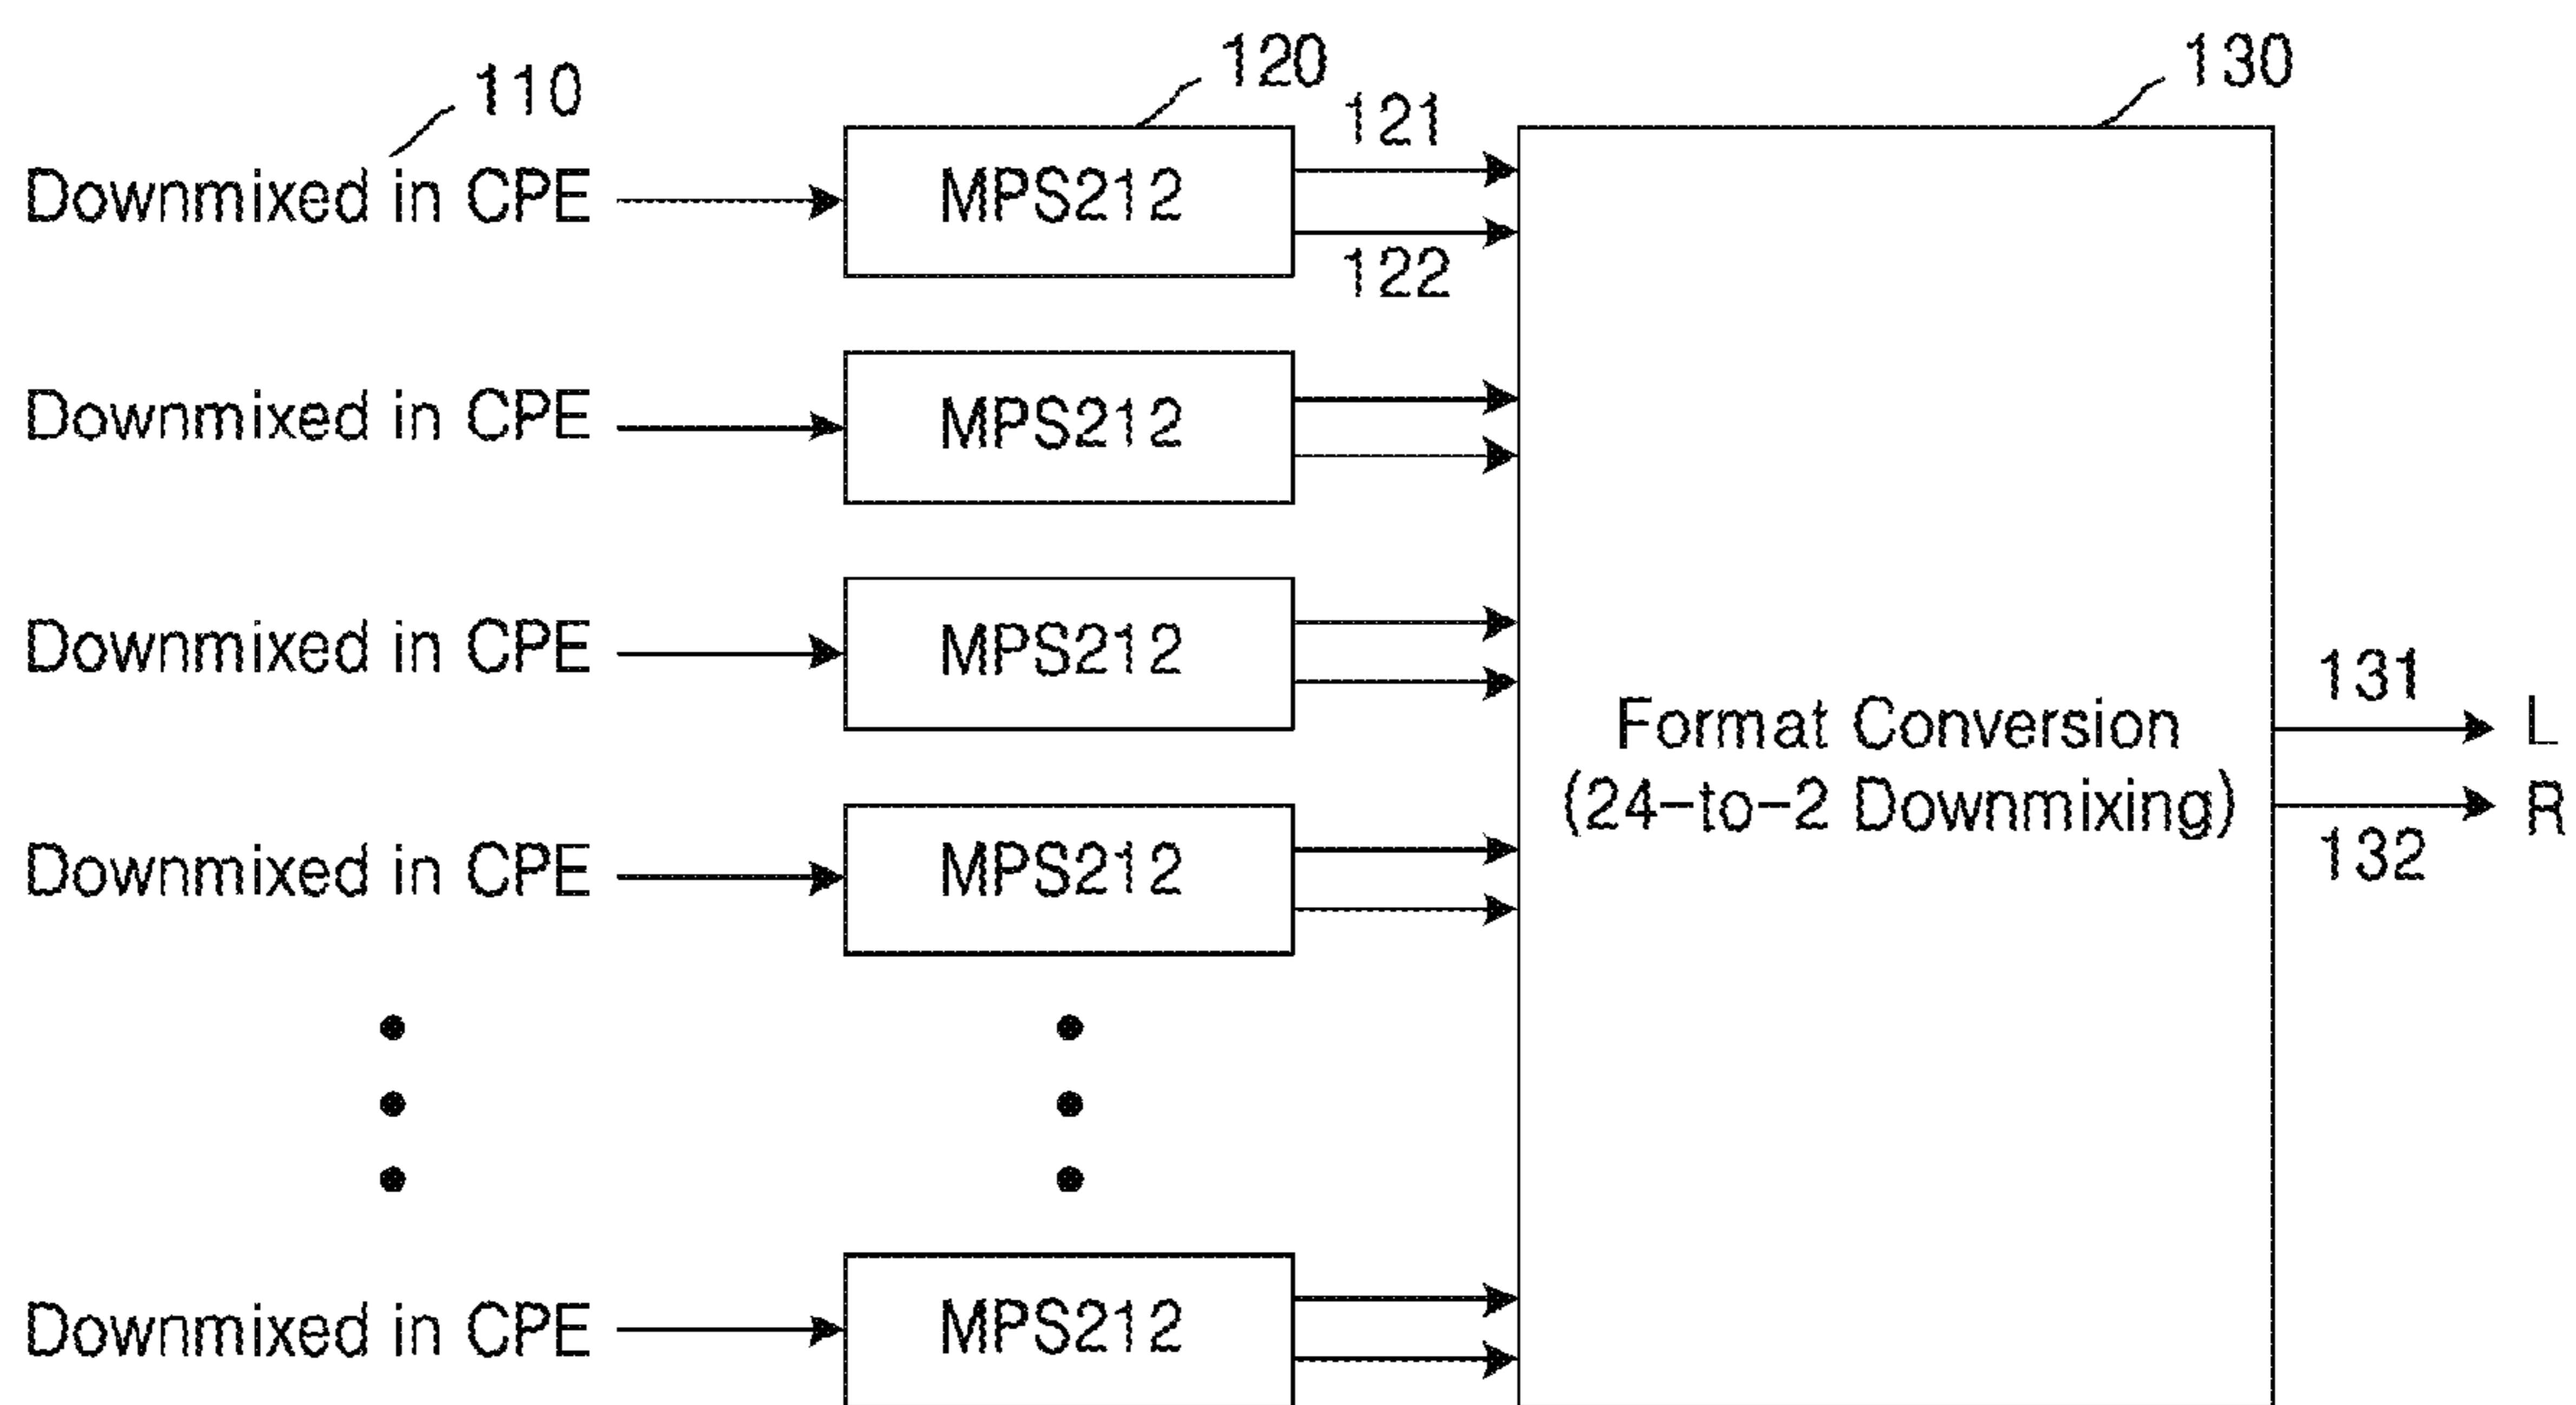 110
120
121
130
Downmixed in CPE
MPS212
122
Downmixed in CPE
MPS212
Downmixed in CPE
MPS212
Format Conversion
(24-to-2 Downmixing)
131
L
R
132
Downmixed in CPE
MPS212
Downmixed in CPE
MPS212